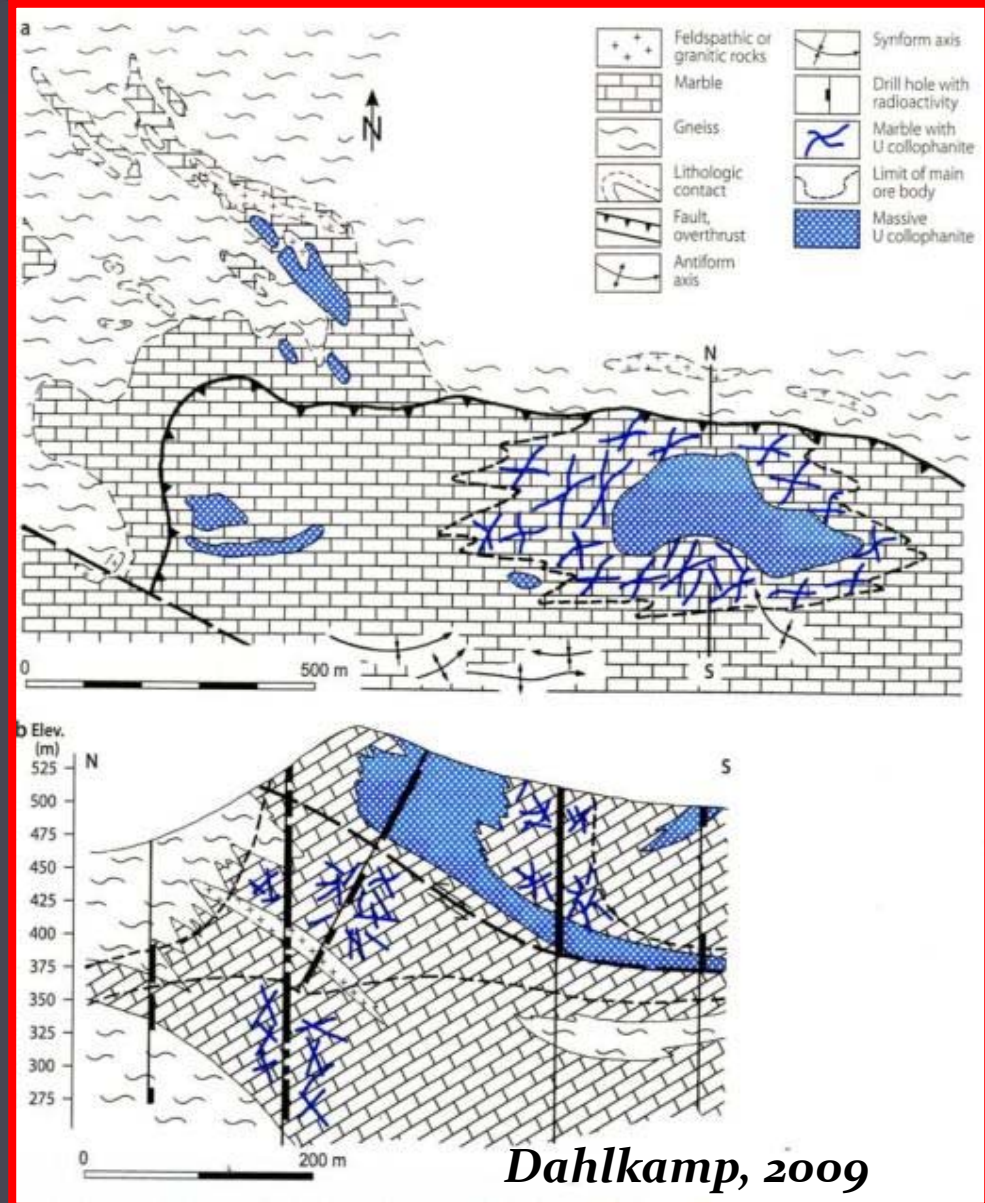 a
Feldspathic or
granitic rocks
Marble
Gneiss
Lithologic
contact
Fault,
overthrust
Antiform
axis
Synform axis
Drill hole with
radioactivity
Marble with
U collophanite
Limit of main
ore body
Massive
U collophanite
N
N
S
0
500 m
b Elev.
(m)
N
S
525
500
475
450
425
400
375
350
325
300
275
0
200 m
Dahlkamp, 2009